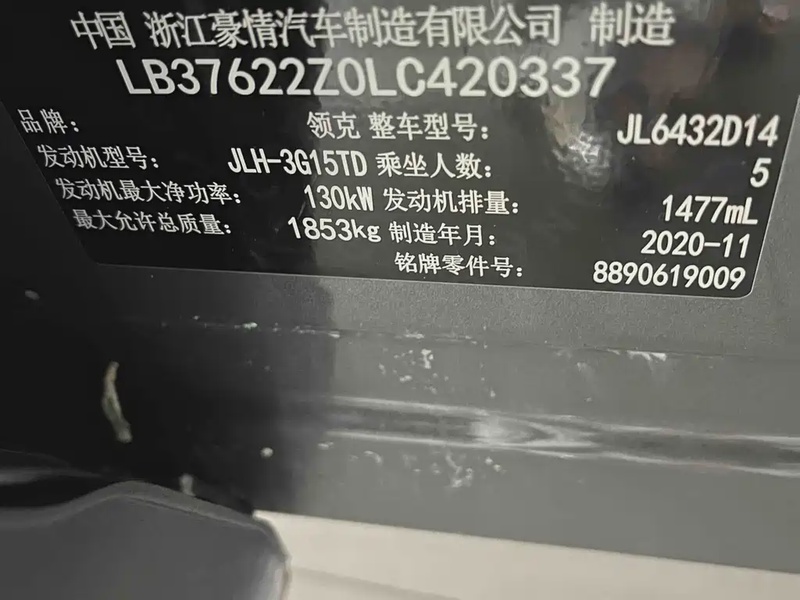 中国 浙江豪情汽车制造有限公司 制造
LB37622Z0LC420337
品牌: 领克 整车型号: JL6432D14
发动机型号: JLH-3G15TD 乘坐人数: 5
发动机最大净功率: 130kW 发动机排量: 1477mL
最大允许总质量: 1853kg 制造年月: 2020-11
铭牌零件号: 8890619009